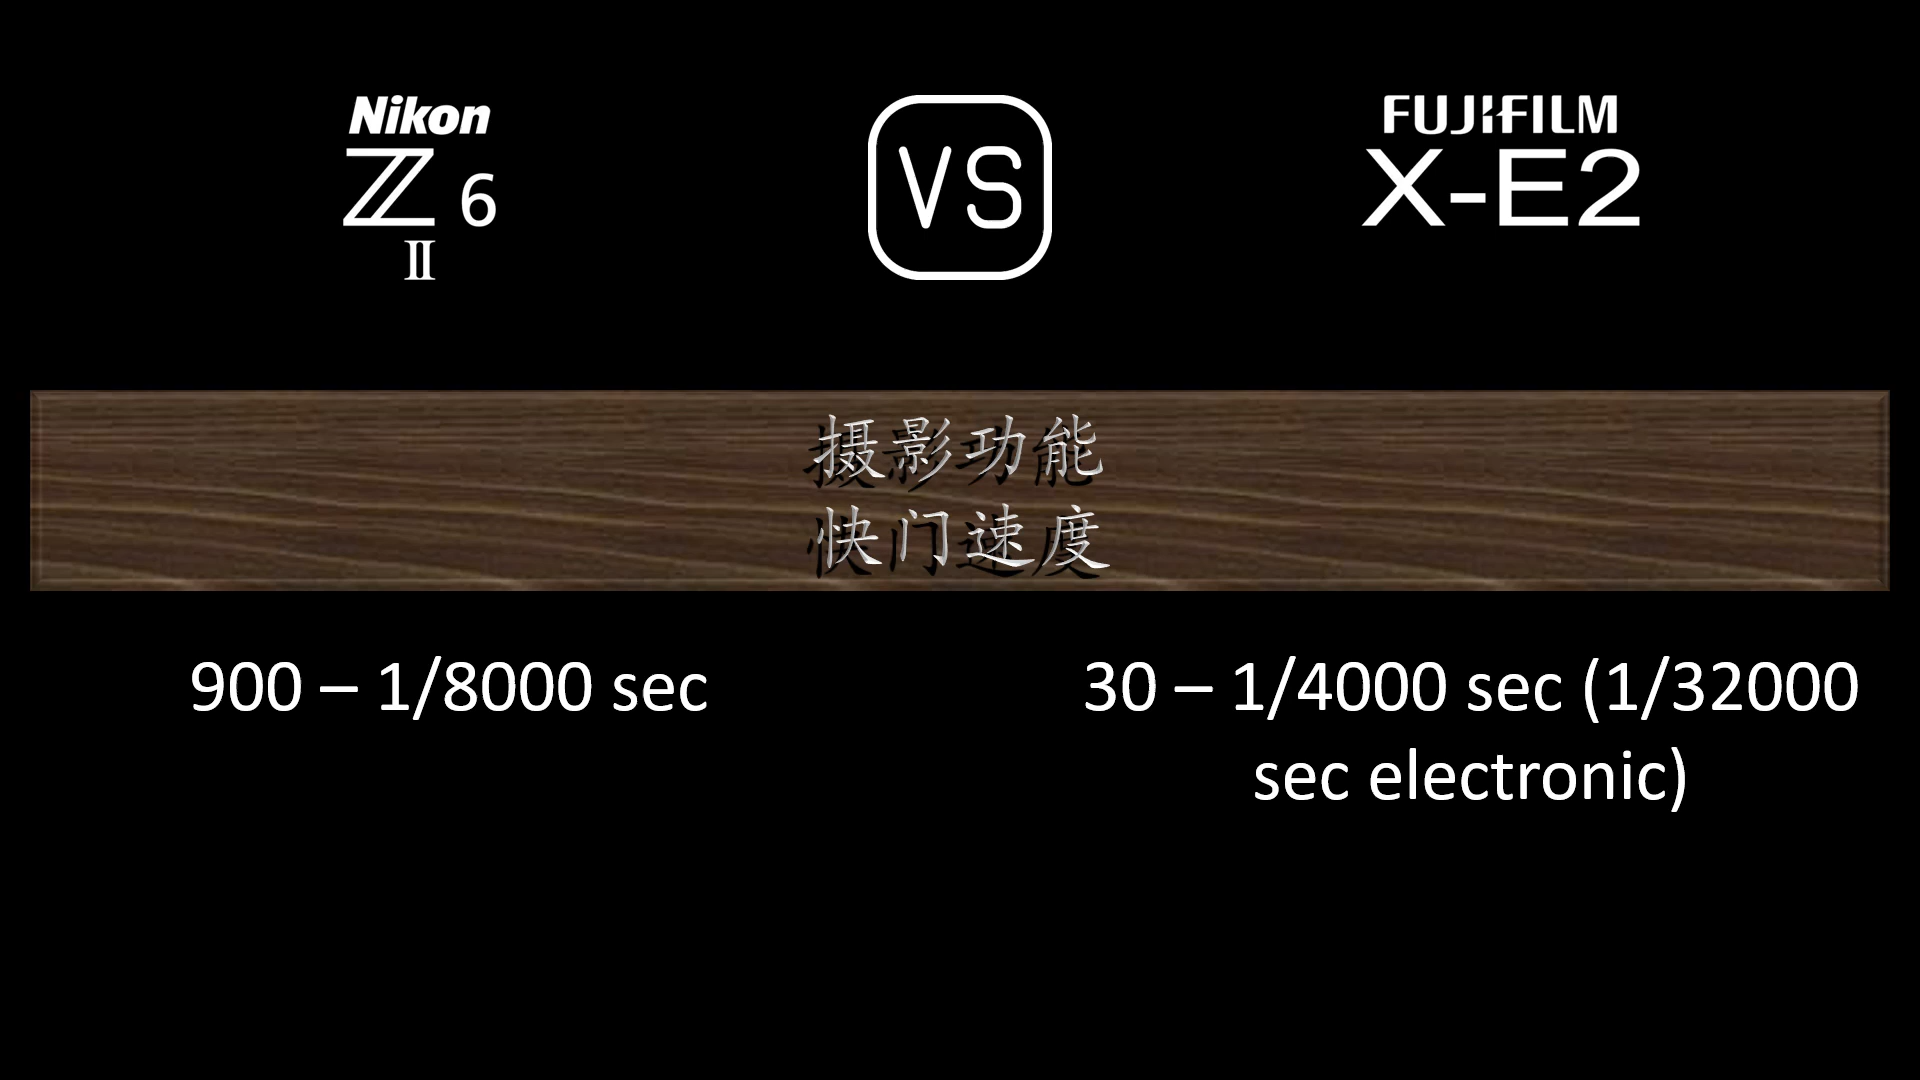 Nikon
Z 6
II
VS
FUJIFILM
X-E2
摄影功能
快门速度
900 – 1/8000 sec
30 – 1/4000 sec (1/32000
sec electronic)